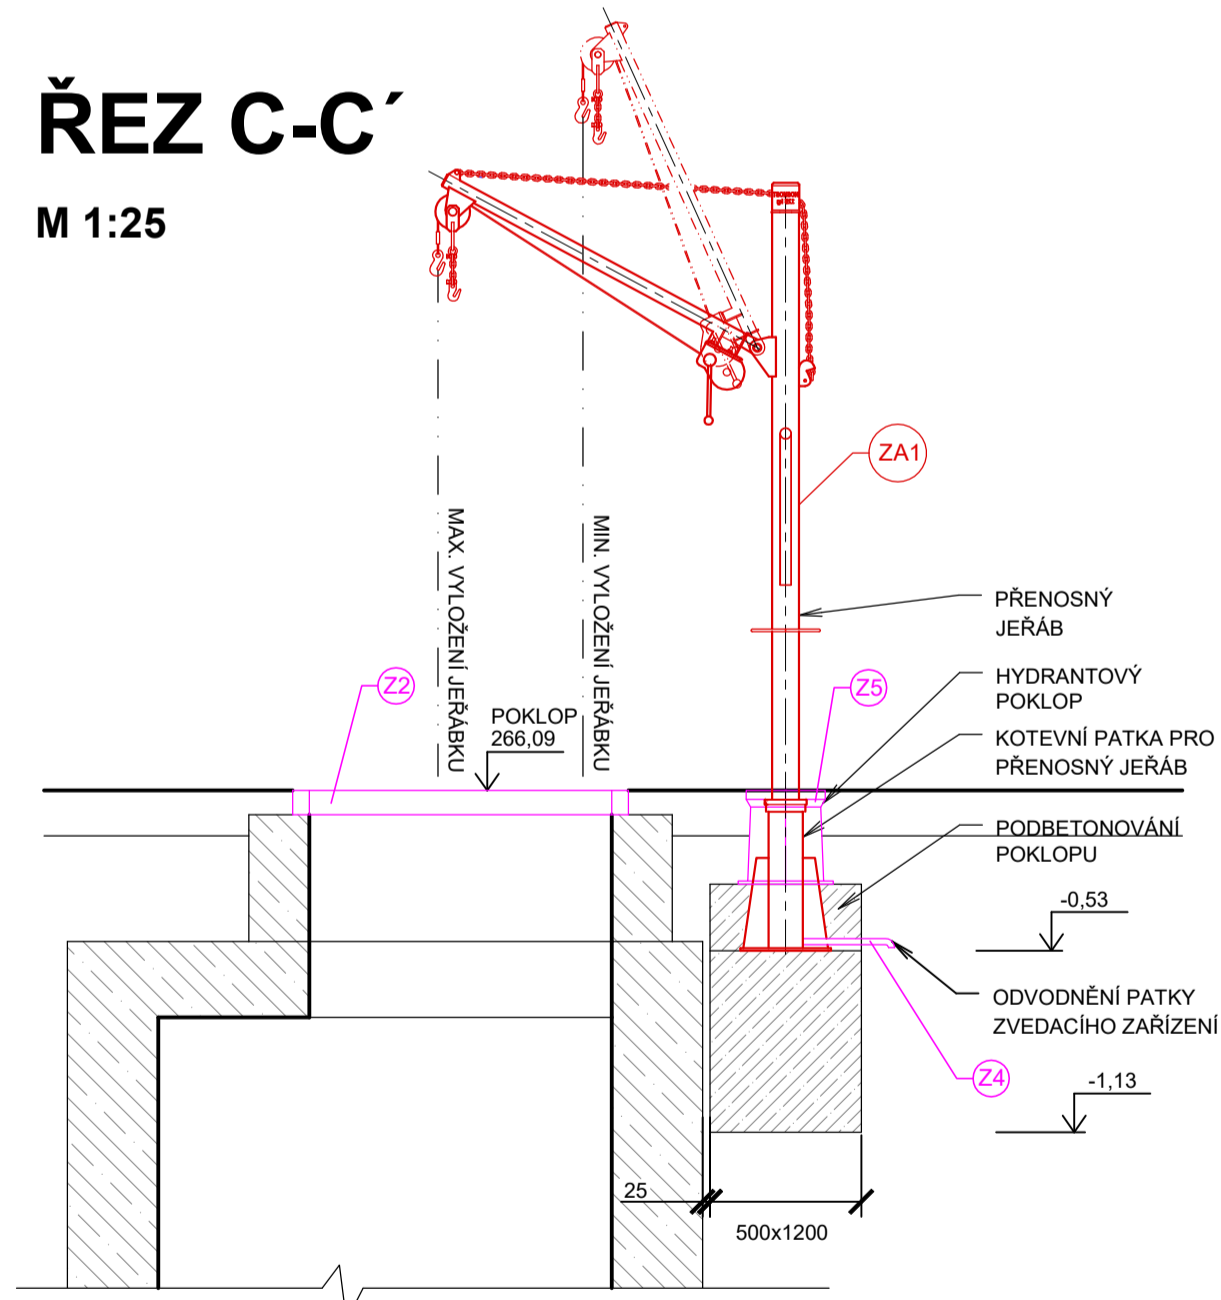 ŘEZ C-C´
M 1:25
ZA1
MAX. VYLOŽENÍ JEŘÁBKU
MIN. VYLOŽENÍ JEŘÁBKU
PŘENOSNÝ
JEŘÁB
Z2
Z5
HYDRANTOVÝ
POKLOP
POKLOP
266,09
KOTEVNÍ PATKA PRO
PŘENOSNÝ JEŘÁB
PODBETONOVÁNÍ
POKLOPU
-0,53
ODVODNĚNÍ PATKY
ZVEDACÍHO ZAŘÍZENÍ
Z4
-1,13
25
500x1200